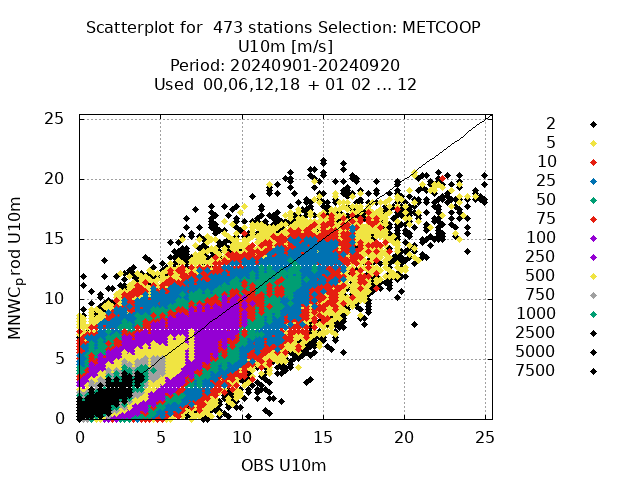 Scatterplot for  473 stations Selection: METCOOP
U10m [m/s]
Period: 20240901-20240920
Used  00,06,12,18 + 01 02 ... 12
25
20
15
10
5
0
MNWC_prod U10m
0 5 10 15 20 25
OBS U10m
2
5
10
25
50
75
100
250
500
750
1000
2500
5000
7500